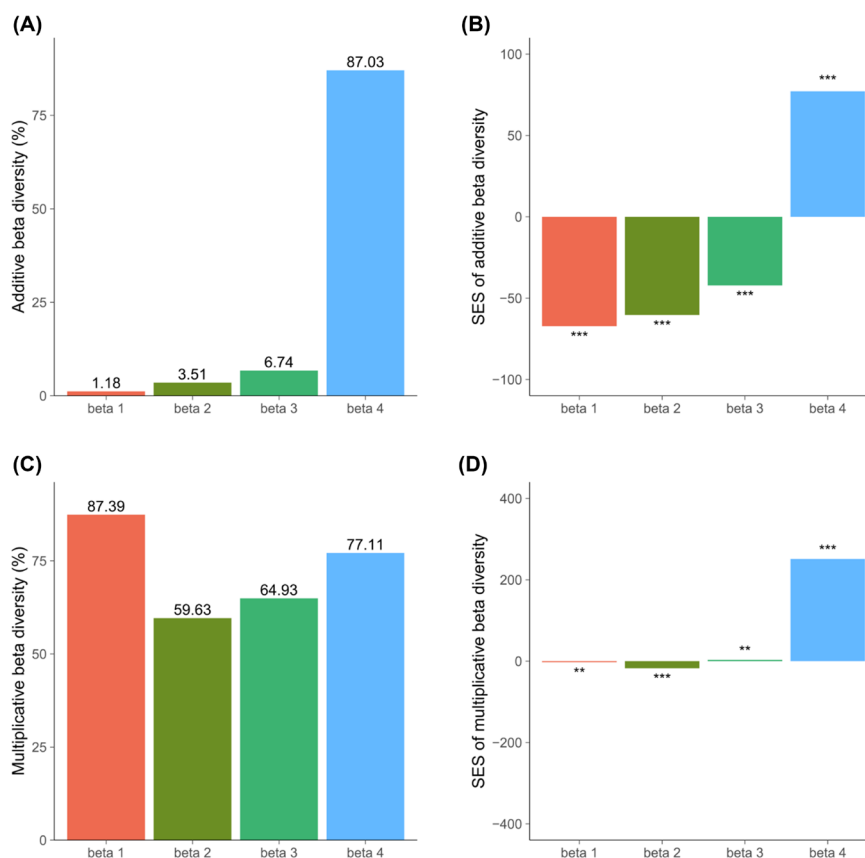 (A)
Additive beta diversity (%)
75
50
25
0
1.18
3.51
6.74
87.03
beta 1
beta 2
beta 3
beta 4
(B)
SES of additive beta diversity
100
50
0
−50
−100
***
***
***
***
beta 1
beta 2
beta 3
beta 4
(C)
Multiplicative beta diversity (%)
75
50
25
0
87.39
59.63
64.93
77.11
beta 1
beta 2
beta 3
beta 4
(D)
SES of multiplicative beta diversity
400
200
0
−200
−400
**
***
**
***
beta 1
beta 2
beta 3
beta 4